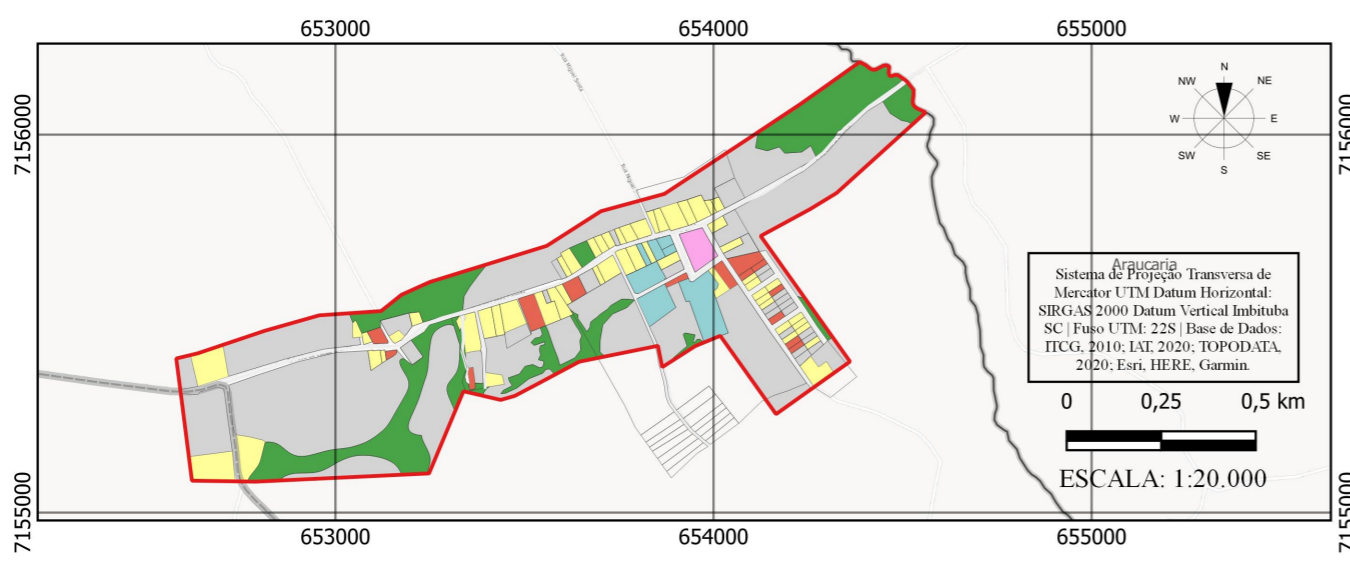 653000
654000
655000
7156000
7156000
N
NW
NE
W
E
SW
SE
S
Rua Miguel
Araucaria
Sistema de Projeção Transversa de
Mercator UTM Datum Horizontal:
SIRGAS 2000 Datum Vertical Imbituba
SC | Fuso UTM: 22S | Base de Dados:
ITCG, 2010; IAT, 2020; TOPODATA,
2020; Esri, HERE, Garmin.
0 0,25 0,5 km
ESCALA: 1:20.000
7155000
7155000
653000
654000
655000